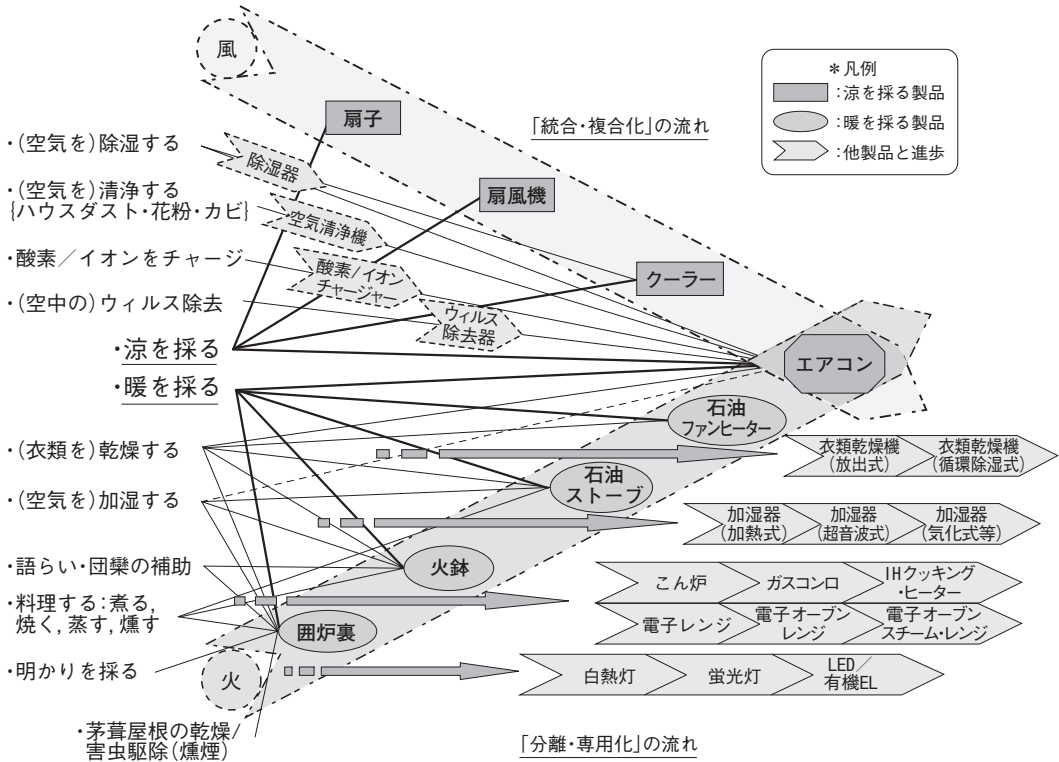 風
＊凡例
：涼を採る製品
：暖を採る製品
：他製品と進歩
扇子
「統合・複合化」の流れ
・(空気を)除湿する
除湿器
・(空気を)清浄する
{ハウスダスト・花粉・カビ}
空気清浄機
扇風機
・酸素／イオンをチャージ
酸素/イオン
チャージャー
クーラー
・(空中の)ウィルス除去
ウィルス
除去器
・涼を採る
エアコン
・暖を採る
石油
ファンヒーター
・(衣類を)乾燥する
衣類乾燥機
(放出式)
衣類乾燥機
(循環除湿式)
石油
ストーブ
・(空気を)加湿する
加湿器
(加熱式)
加湿器
(超音波式)
加湿器
(気化式等)
・語らい・団欒の補助
火鉢
こん炉
ガスコンロ
IHクッキング
・ヒーター
・料理する：煮る,
焼く, 蒸す, 燻す
電子レンジ
電子オーブン
レンジ
電子オーブン
スチーム・レンジ
囲炉裏
・明かりを採る
火
白熱灯
蛍光灯
LED／
有機EL
・茅葺屋根の乾燥/
害虫駆除(燻煙)
「分離・専用化」の流れ